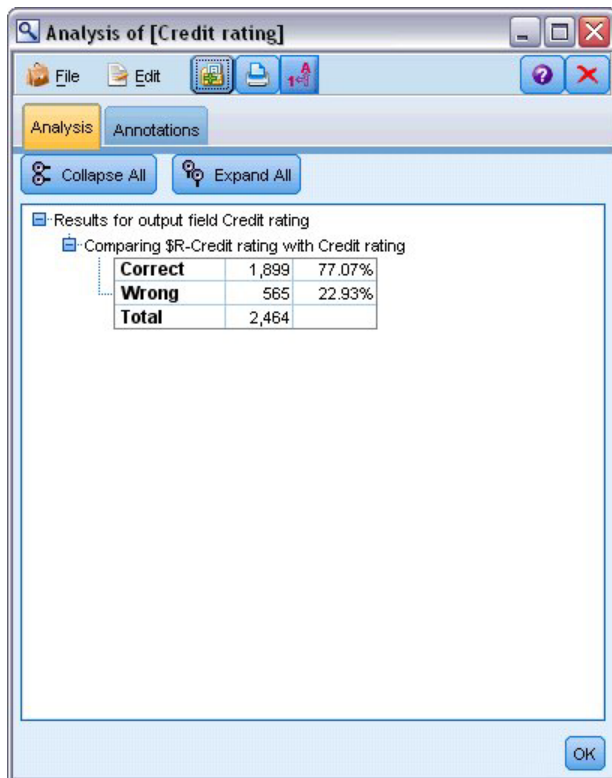 Analysis of [Credit rating]
File Edit
Analysis Annotations
Collapse All Expand All
Results for output field Credit rating
Comparing $R-Credit rating with Credit rating
Correct 1,899 77.07%
Wrong 565 22.93%
Total 2,464
OK